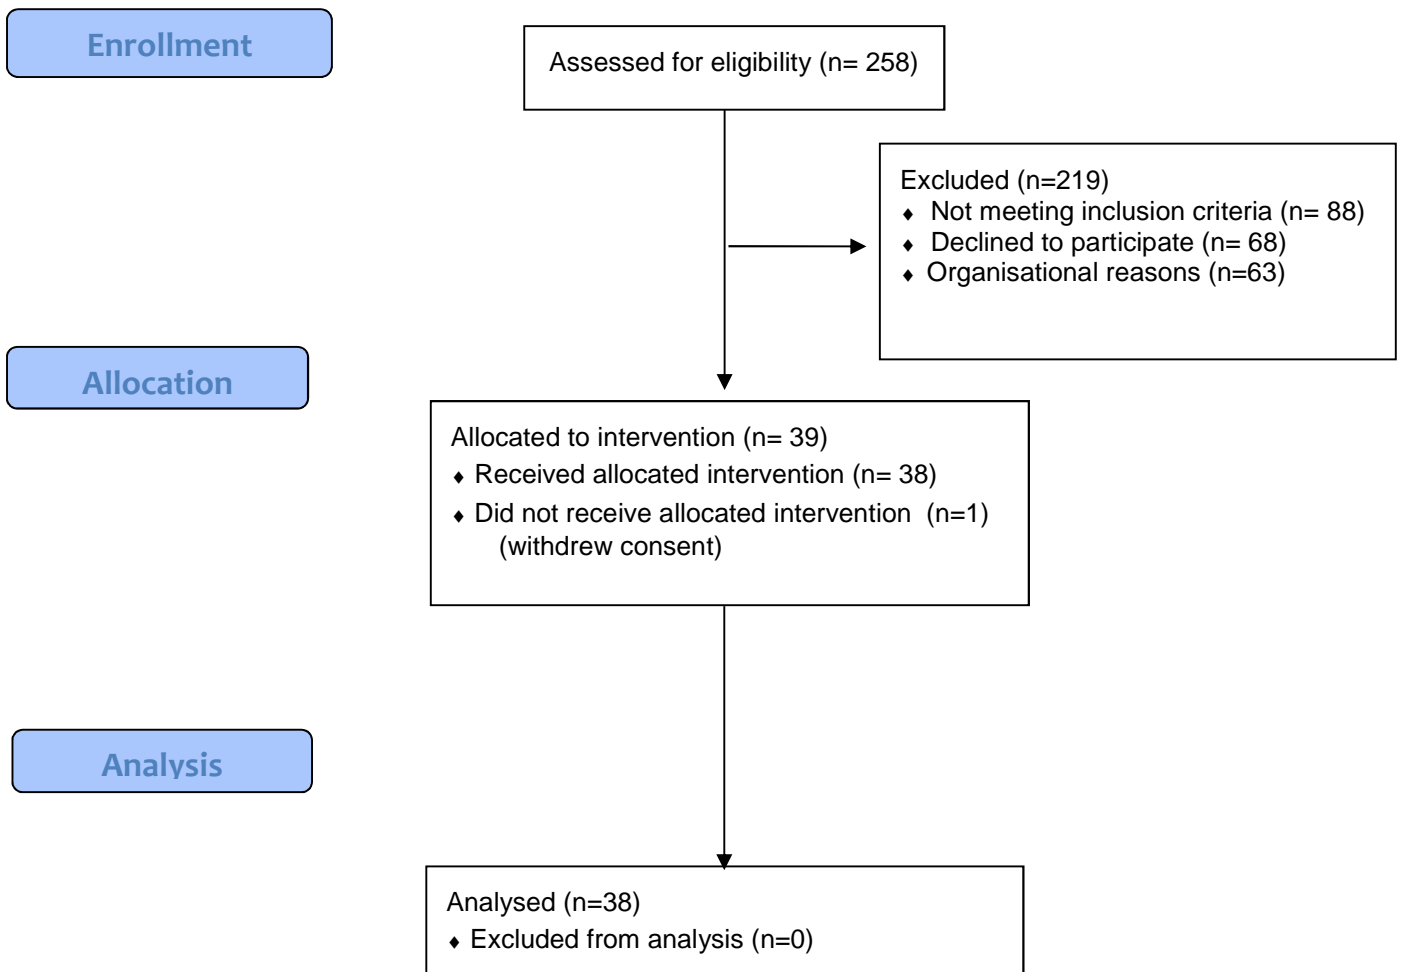 Enrollment
Assessed for eligibility (n= 258)
Excluded (n=219)
♦ Not meeting inclusion criteria (n= 88)
♦ Declined to participate (n= 68)
♦ Organisational reasons (n=63)
Allocation
Allocated to intervention (n= 39)
♦ Received allocated intervention (n= 38)
♦ Did not receive allocated intervention (n=1)
(withdrew consent)
Analysis
Analysed (n=38)
♦ Excluded from analysis (n=0)